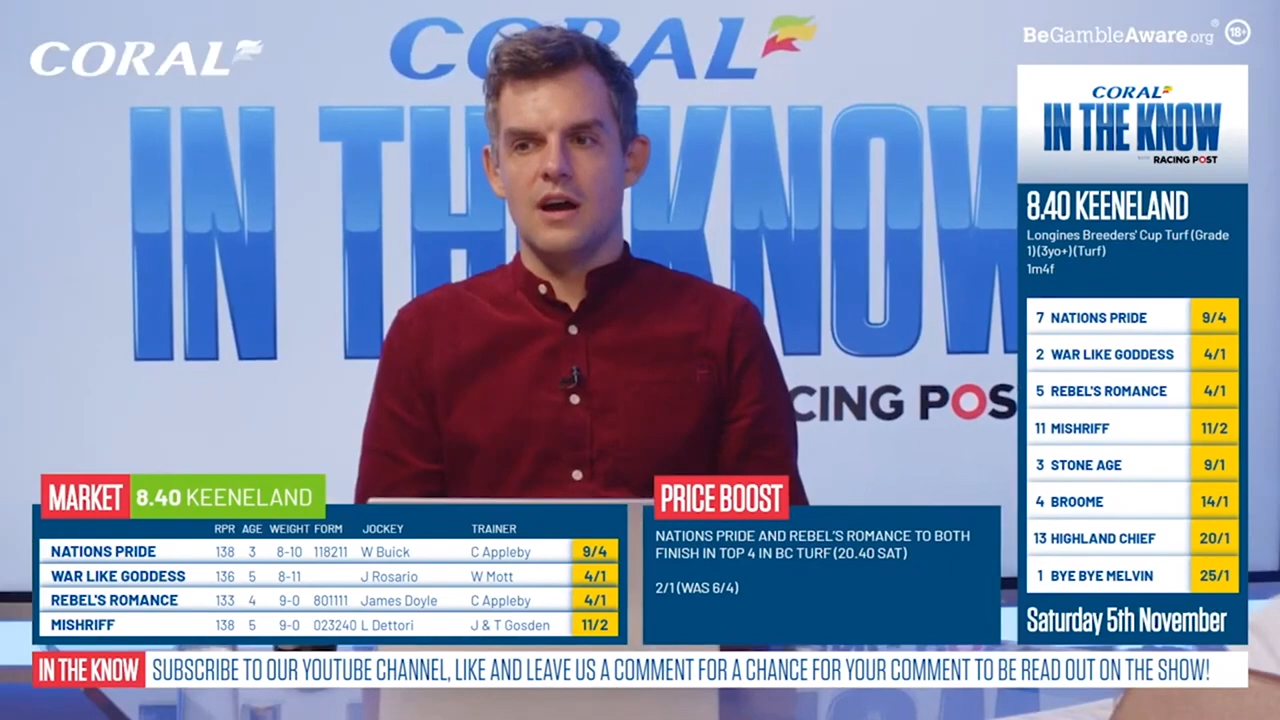 CORAL
CORAL
IN THE KNOW
CING POS
BeGambleAware.org® 18+
CORAL
IN THE KNOW
WITH RACING POST
8.40 KEENELAND
Longines Breeders' Cup Turf (Grade
1)(3yo+)(Turf)
1m4f
7 NATIONS PRIDE 9/4
2 WAR LIKE GODDESS 4/1
5 REBEL'S ROMANCE 4/1
11 MISHRIFF 11/2
3 STONE AGE 9/1
4 BROOME 14/1
13 HIGHLAND CHIEF 20/1
1 BYE BYE MELVIN 25/1
Saturday 5th November
MARKET 8.40 KEENELAND
RPR AGE WEIGHT FORM JOCKEY TRAINER
NATIONS PRIDE 138 3 8-10 118211 W Buick C Appleby 9/4
WAR LIKE GODDESS 136 5 8-11 J Rosario W Mott 4/1
REBEL'S ROMANCE 133 4 9-0 801111 James Doyle C Appleby 4/1
MISHRIFF 138 5 9-0 023240 L Dettori J & T Gosden 11/2
PRICE BOOST
NATIONS PRIDE AND REBEL'S ROMANCE TO BOTH
FINISH IN TOP 4 IN BC TURF (20.40 SAT)
2/1 (WAS 6/4)
IN THE KNOW SUBSCRIBE TO OUR YOUTUBE CHANNEL, LIKE AND LEAVE US A COMMENT FOR A CHANCE FOR YOUR COMMENT TO BE READ OUT ON THE SHOW!